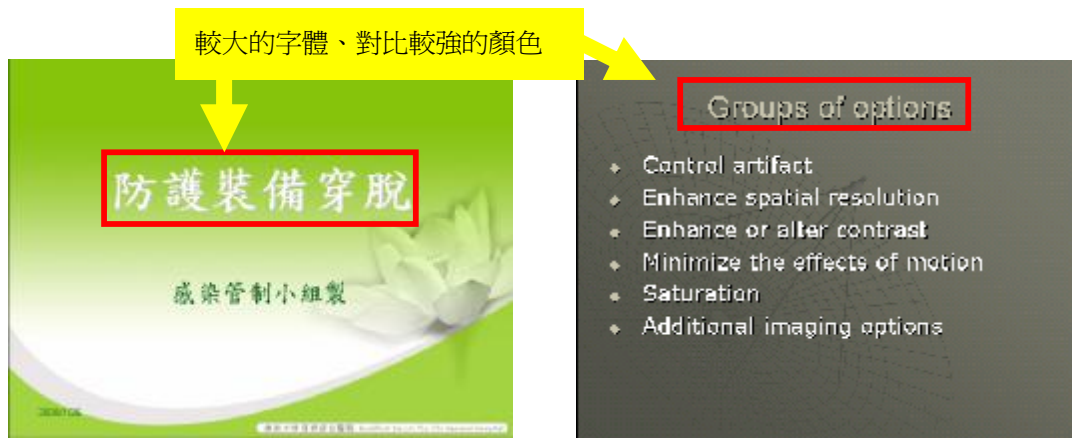 較大的字體、對比較強的顏色
防護裝備穿脫
感染管制小組製
Groups of options
Control artifact
Enhance spatial resolution
Enhance or alter contrast
Minimize the effects of motion
Saturation
Additional imaging options